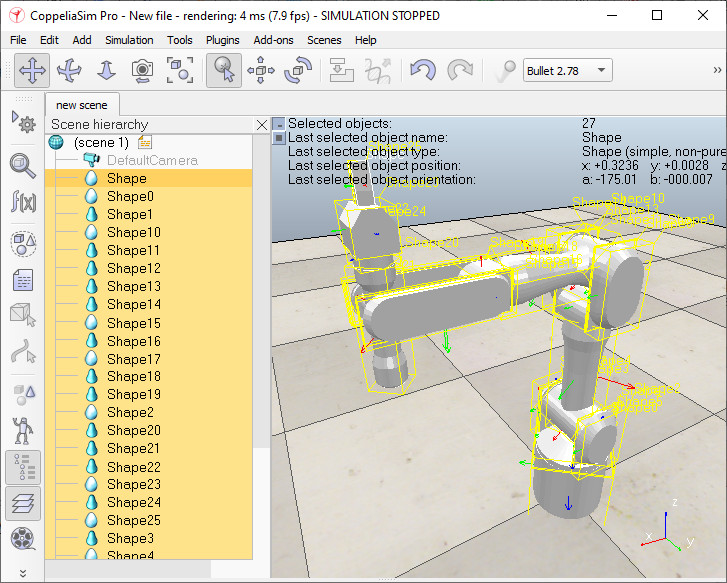 CoppeliaSim Pro - New file - rendering: 4 ms (7.9 fps) - SIMULATION STOPPED
File Edit Add Simulation Tools Plugins Add-ons Scenes Help
Bullet 2.78
»
new scene
Scene hierarchy
(scene 1)
DefaultCamera
Shape
Shape0
Shape1
Shape10
Shape11
Shape12
Shape13
Shape14
Shape15
Shape16
Shape17
Shape18
Shape19
Shape2
Shape20
Shape21
Shape22
Shape23
Shape24
Shape25
Shape3
Shape4
f(x)
Selected objects: 27
Last selected object name: Shape
Last selected object type: Shape (simple, non-pure
Last selected object position: x: +0.3236 y: +0.0028 z
Last selected object orientation: a: -175.01 b: -000.007
Shape10
x
y
z